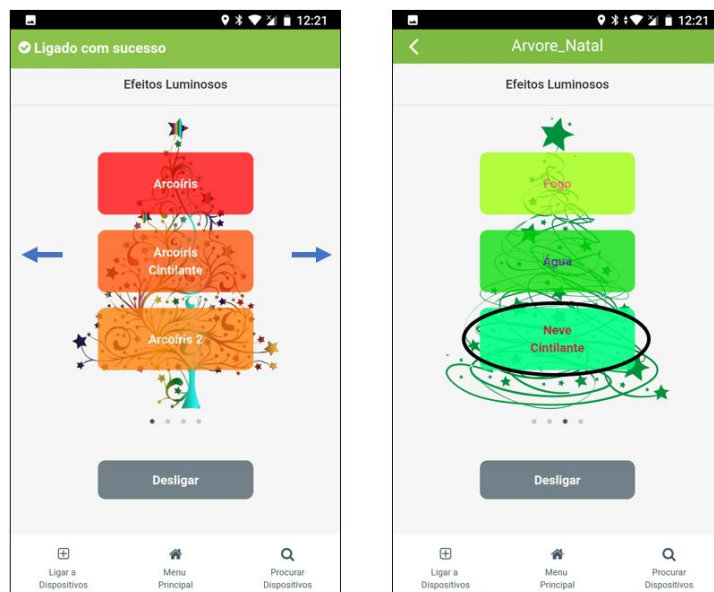 12:21
Ligado com sucesso
Efeitos Luminosos
Arcoíris
Arcoíris
Cintilante
Arcoíris 2
Desligar
Ligar a
Dispositivos
Menu
Principal
Procurar
Dispositivos
12:21
Arvore_Natal
Efeitos Luminosos
Fogo
Água
Neve
Cintilante
Desligar
Ligar a
Dispositivos
Menu
Principal
Procurar
Dispositivos